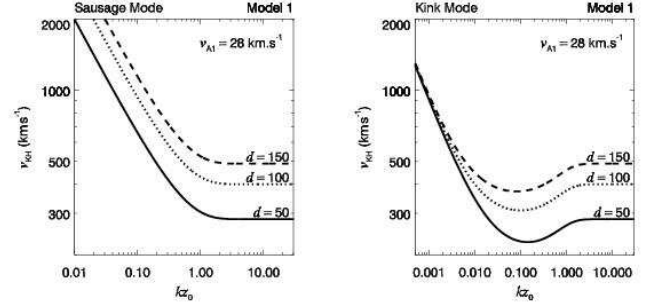 Sausage Mode Model 1
v_A1 = 28 km.s⁻¹
2000
1000
500
300
v_KH (kms⁻¹)
d = 150
d = 100
d = 50
0.01 0.10 1.00 10.00
kz₀
Kink Mode Model 1
v_A1 = 28 km.s⁻¹
2000
1000
500
300
v_KH (kms⁻¹)
d = 150
d = 100
d = 50
0.001 0.010 0.100 1.000 10.000
kz₀